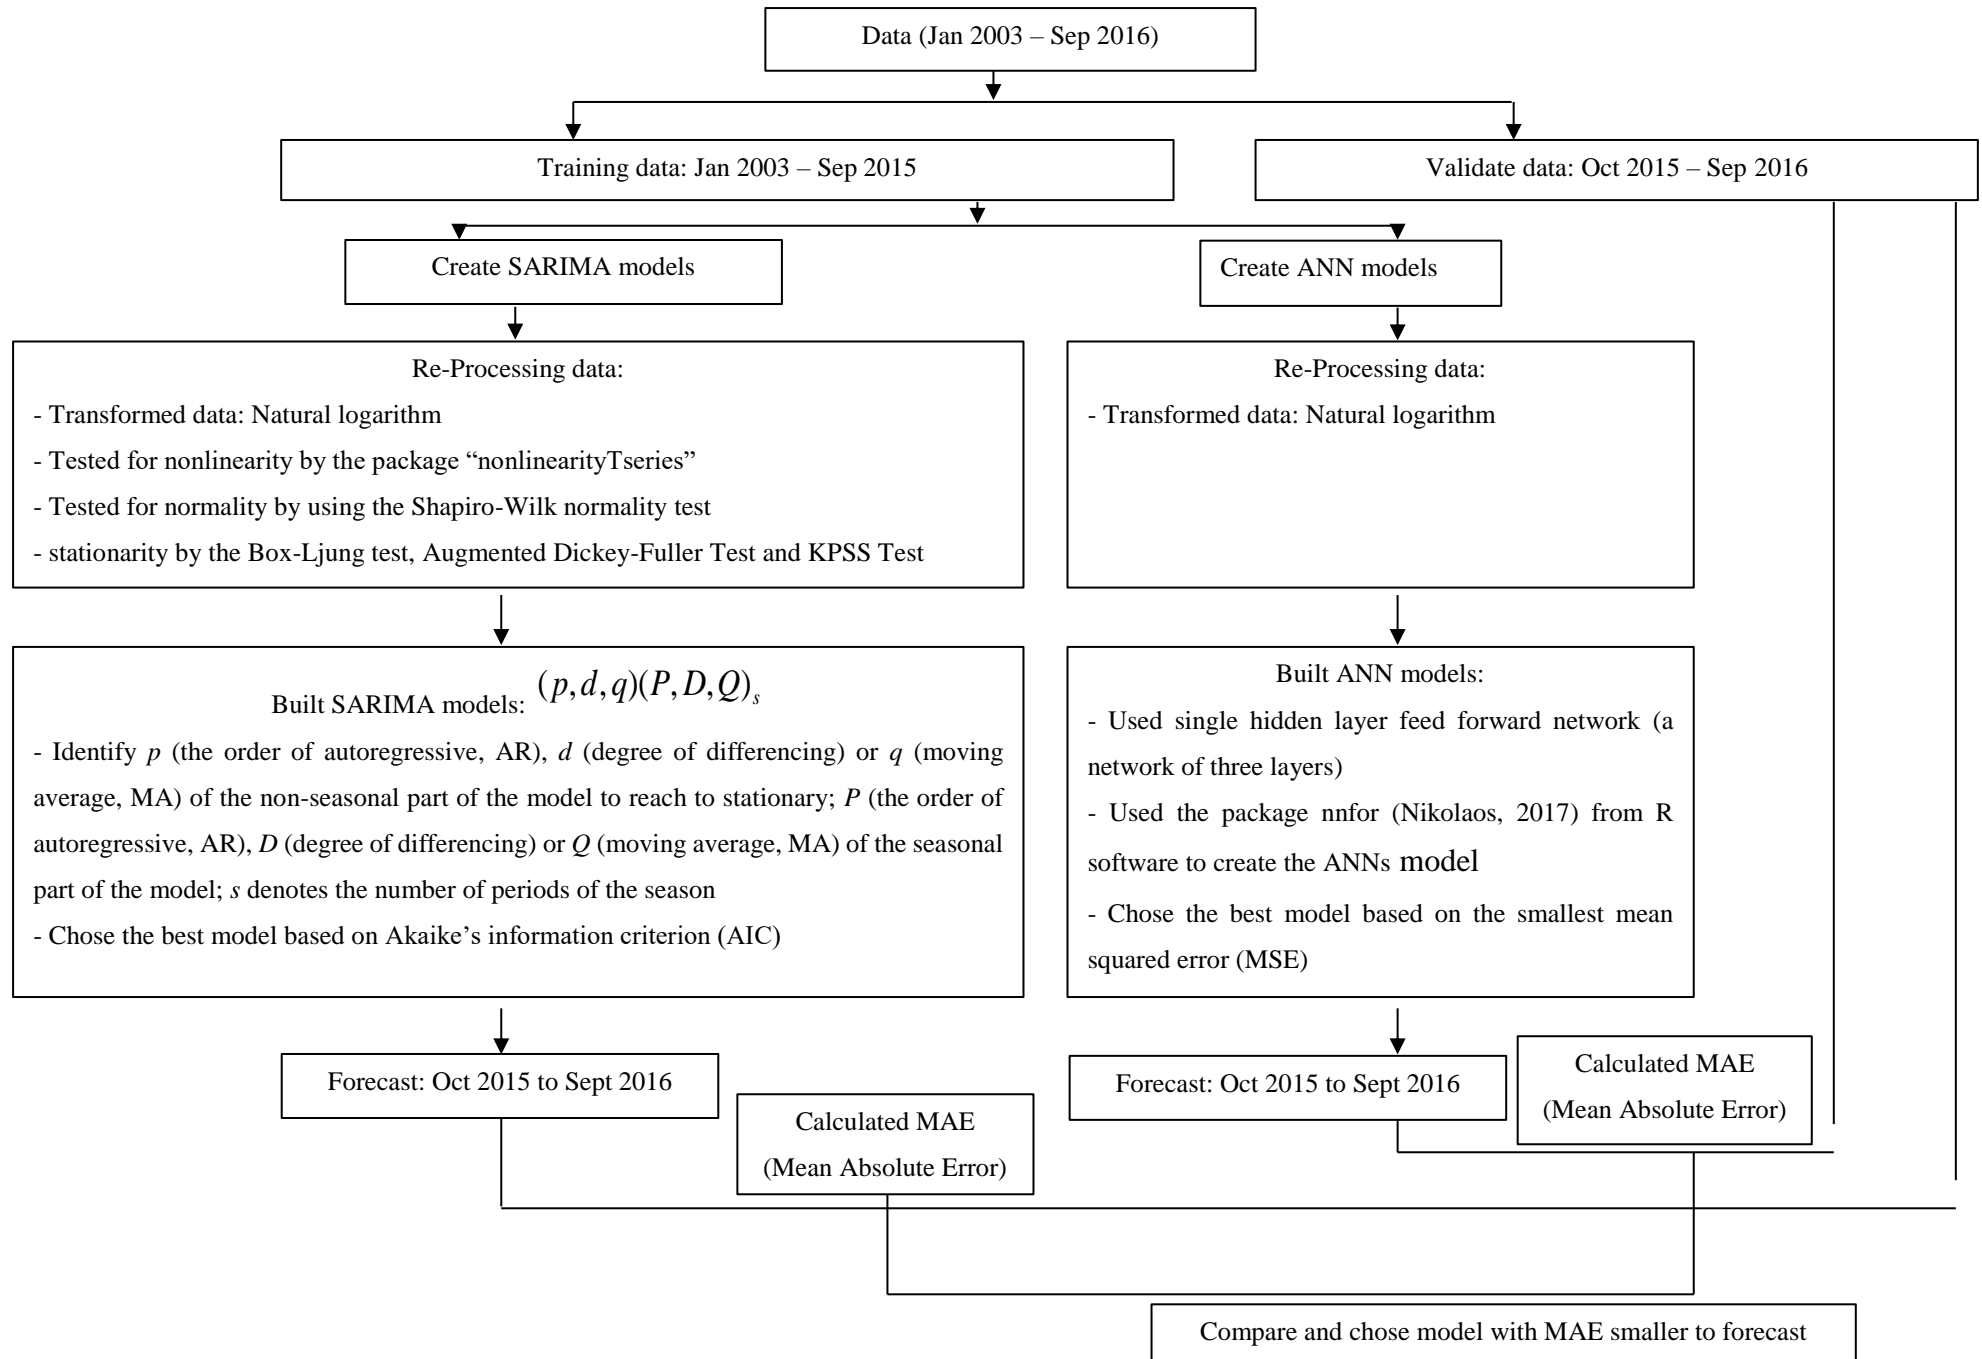 Data (Jan 2003 – Sep 2016)
Training data: Jan 2003 – Sep 2015
Validate data: Oct 2015 – Sep 2016
Create SARIMA models
Create ANN models
Re-Processing data:
- Transformed data: Natural logarithm
- Tested for nonlinearity by the package “nonlinearityTseries”
- Tested for normality by using the Shapiro-Wilk normality test
- stationarity by the Box-Ljung test, Augmented Dickey-Fuller Test and KPSS Test
Re-Processing data:
- Transformed data: Natural logarithm
Built SARIMA models: (p,d,q)(P,D,Q)s
- Identify p (the order of autoregressive, AR), d (degree of differencing) or q (moving
average, MA) of the non-seasonal part of the model to reach to stationary; P (the order of
autoregressive, AR), D (degree of differencing) or Q (moving average, MA) of the seasonal
part of the model; s denotes the number of periods of the season
- Chose the best model based on Akaike’s information criterion (AIC)
Built ANN models:
- Used single hidden layer feed forward network (a
network of three layers)
- Used the package nnfor (Nikolaos, 2017) from R
software to create the ANNs model
- Chose the best model based on the smallest mean
squared error (MSE)
Forecast: Oct 2015 to Sept 2016
Calculated MAE
(Mean Absolute Error)
Forecast: Oct 2015 to Sept 2016
Calculated MAE
(Mean Absolute Error)
Compare and chose model with MAE smaller to forecast